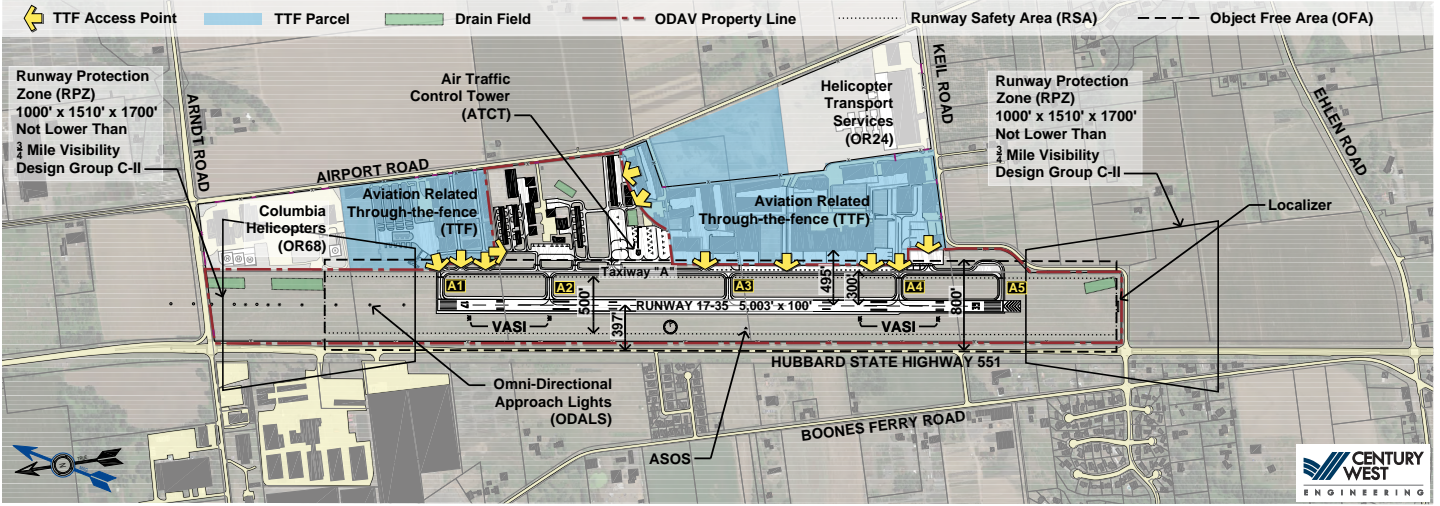 TTF Access Point
TTF Parcel
Drain Field
ODAV Property Line
Runway Safety Area (RSA)
Object Free Area (OFA)
Runway Protection
Zone (RPZ)
1000' x 1510' x 1700'
Not Lower Than
3/4 Mile Visibility
Design Group C-II
ARNDT ROAD
AIRPORT ROAD
Air Traffic
Control Tower
(ATCT)
Helicopter
Transport
Services
(OR24)
KEIL ROAD
Runway Protection
Zone (RPZ)
1000' x 1510' x 1700'
Not Lower Than
3/4 Mile Visibility
Design Group C-II
EHLEN ROAD
Columbia
Helicopters
(OR68)
Aviation Related
Through-the-fence
(TTF)
Aviation Related
Through-the-fence (TTF)
Localizer
Taxiway "A"
A1
A2
A3
A4
A5
500'
397'
495'
300'
800'
17
RUNWAY 17-35 5,003' x 100'
35
VASI
VASI
HUBBARD STATE HIGHWAY 551
Omni-Directional
Approach Lights
(ODALS)
BOONES FERRY ROAD
ASOS
N
CENTURY
WEST
ENGINEERING